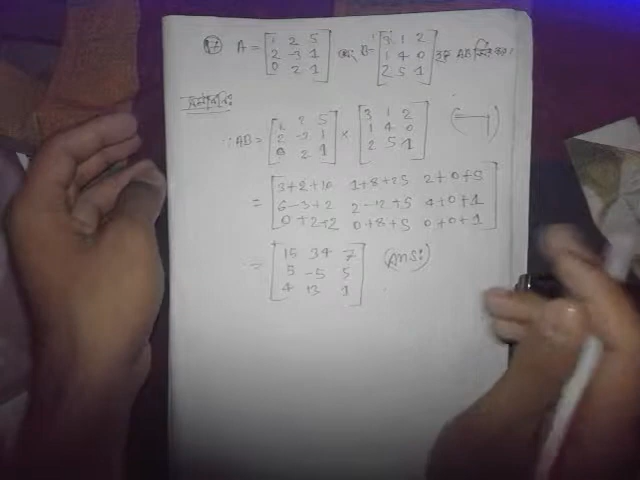 17 A = [1 2 5 এবং B = [3 1 2 হলে AB নির্ণয় কর।
2 -3 1 1 4 0
0 2 1] 2 5 1]
∴ AB = [1 2 5 × [3 1 2
2 -3 1 1 4 0
0 2 1] 2 5 1]
= [3+2+10 1+8+25 2+0+5
6-3+2 2-12+5 4+0+1
0+2+2 0+8+5 0+0+1]
= [15 34 7 (Ans:)
5 -5 5
4 13 1]